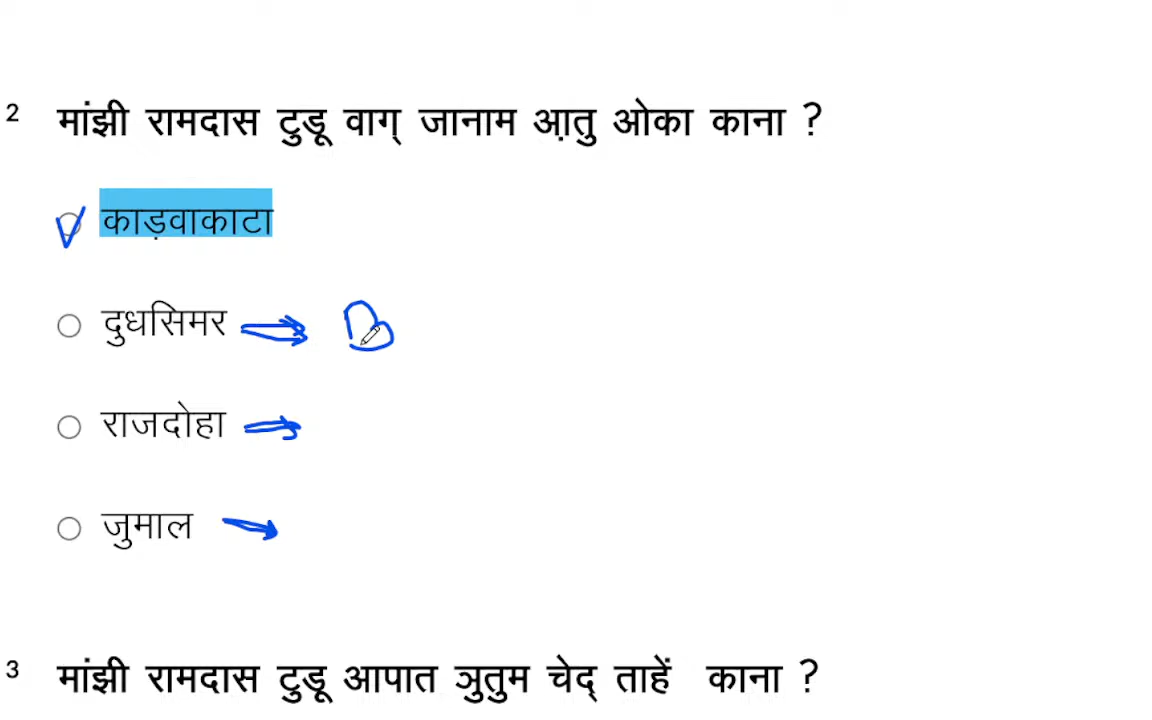 2 मांझी रामदास टुडू वाग् जानाम आ़तु ओका काना ?
काड़वाकाटा
दुधसिमर
राजदोहा
जुमाल
3 मांझी रामदास टुडू आपात ञुतुम चेद् ताहें काना ?